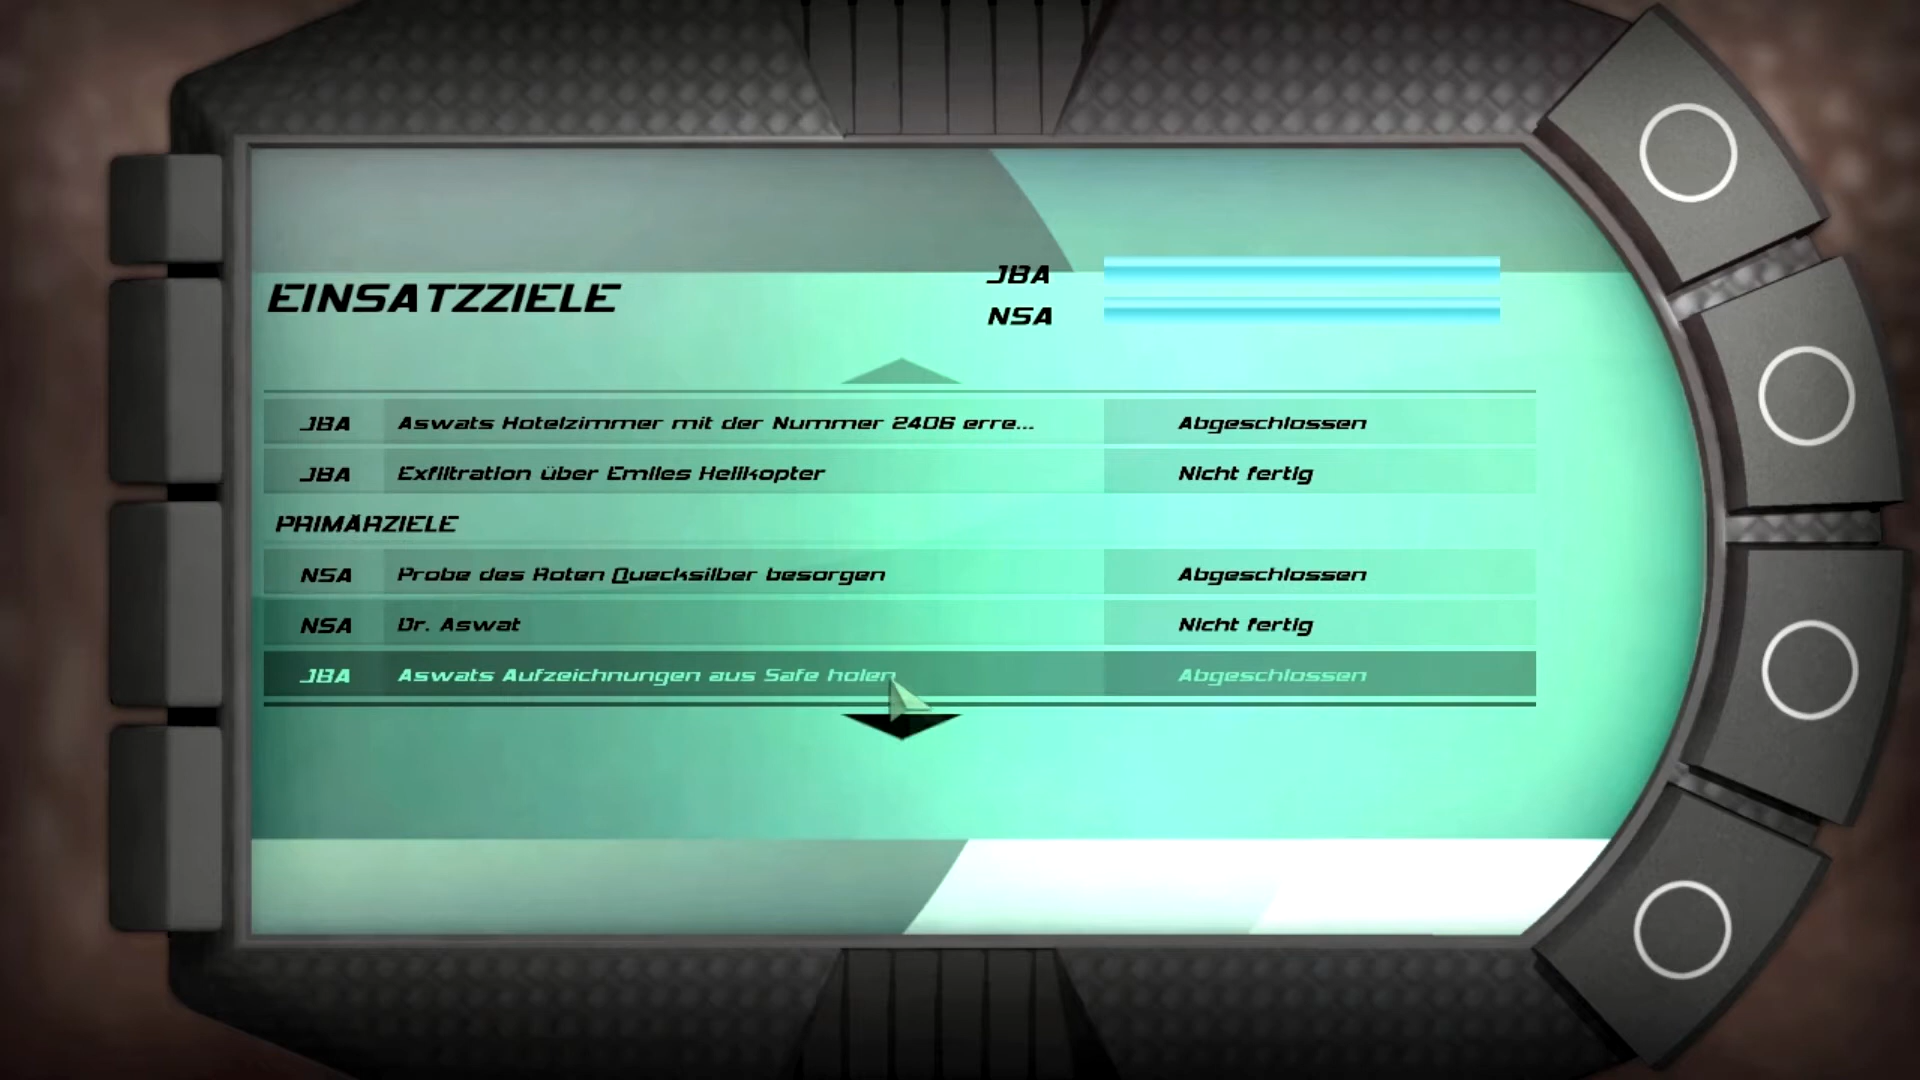 EINSATZZIELE
JBA
NSA
JBA Aswats Hotelzimmer mit der Nummer 2406 erre... Abgeschlossen
JBA Exfiltration über Emiles Helikopter Nicht fertig
PRIMÄRZIELE
NSA Probe des Roten Quecksilber besorgen Abgeschlossen
NSA Dr. Aswat Nicht fertig
JBA Aswats Aufzeichnungen aus Safe holen Abgeschlossen